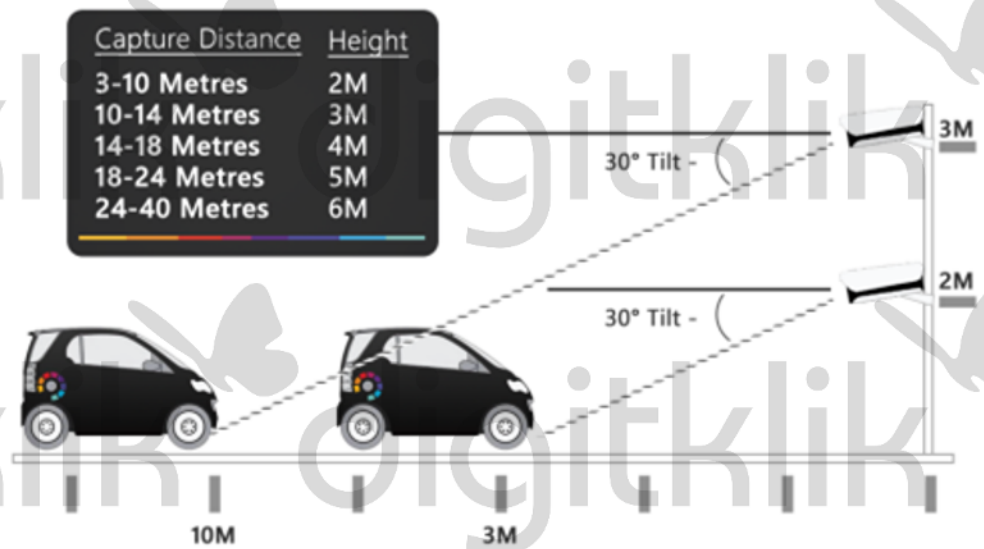 Capture Distance Height
3-10 Metres 2M
10-14 Metres 3M
14-18 Metres 4M
18-24 Metres 5M
24-40 Metres 6M
30° Tilt -
3M
30° Tilt -
2M
10M 3M
digitklik
digitklik